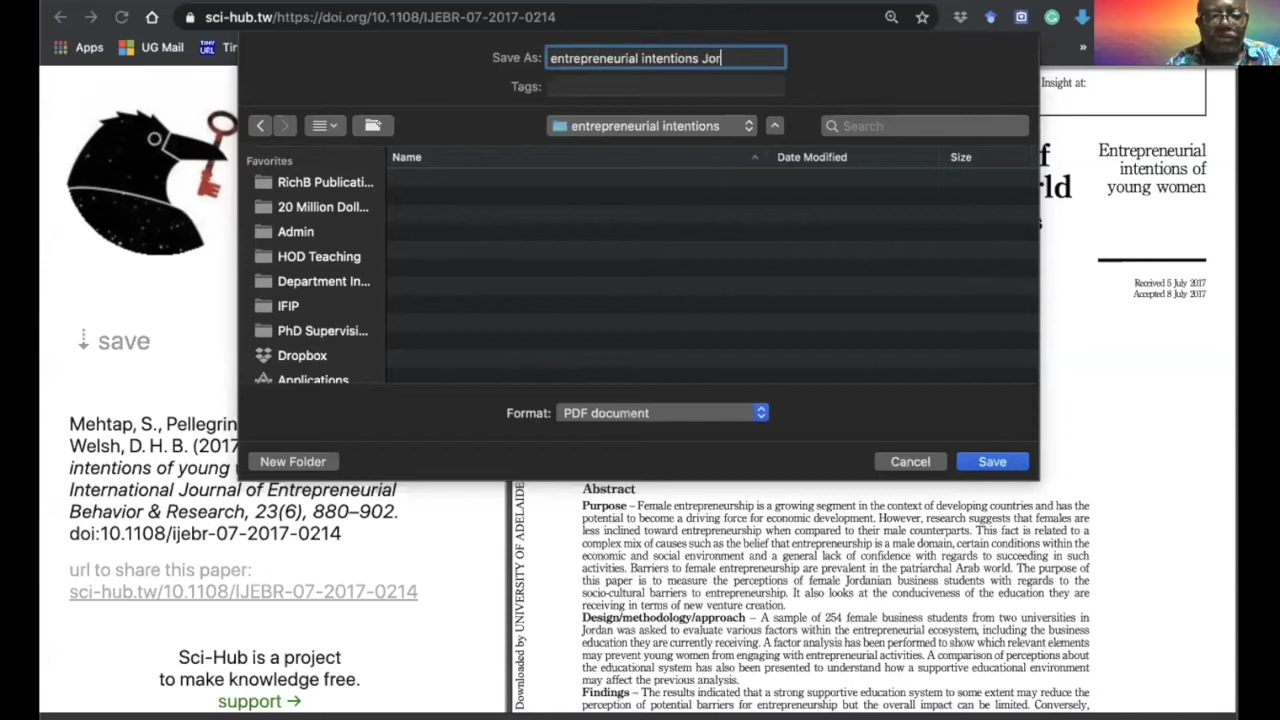 sci-hub.tw/https://doi.org/10.1108/IJEBR-07-2017-0214
Apps
UG Mail
TINY
URL
»
Save As: entrepreneurial intentions Jor
Tags:
entrepreneurial intentions
Search
Favorites
Name
Date Modified
Size
RichB Publicati...
20 Million Doll...
Admin
HOD Teaching
Department In...
IFIP
PhD Supervisi...
Dropbox
Applications
Format: PDF document
New Folder
Cancel
Save
Insight at:
Entrepreneurial
intentions of
young women
Received 5 July 2017
Accepted 8 July 2017
save
Mehtap, S., Pellegrin
Welsh, D. H. B. (2017
intentions of young
International Journal of Entrepreneurial
Behavior & Research, 23(6), 880–902.
doi:10.1108/ijebr-07-2017-0214
url to share this paper:
sci-hub.tw/10.1108/IJEBR-07-2017-0214
Sci-Hub is a project
to make knowledge free.
support →
Downloaded by UNIVERSITY OF ADELAIDE
Abstract
Purpose – Female entrepreneurship is a growing segment in the context of developing countries and has the
potential to become a driving force for economic development. However, research suggests that females are
less inclined toward entrepreneurship when compared to their male counterparts. This fact is related to a
complex mix of causes such as the belief that entrepreneurship is a male domain, certain conditions within the
economic and social environment and a general lack of confidence with regards to succeeding in such
activities. Barriers to female entrepreneurship are prevalent in the patriarchal Arab world. The purpose of
this paper is to measure the perceptions of female Jordanian business students with regards to the
socio-cultural barriers to entrepreneurship. It also looks at the conduciveness of the education they are
receiving in terms of new venture creation.
Design/methodology/approach – A sample of 254 female business students from two universities in
Jordan was asked to evaluate various factors within the entrepreneurial ecosystem, including the business
education they are currently receiving. A factor analysis has been performed to show which relevant elements
may prevent young women from engaging with entrepreneurial activities. A comparison of perceptions about
the educational system has also been presented to understand how a supportive educational environment
may affect the previous analysis.
Findings – The results indicated that a strong supportive education system to some extent may reduce the
perception of potential barriers for entrepreneurship but the overall impact can be limited. Conversely,